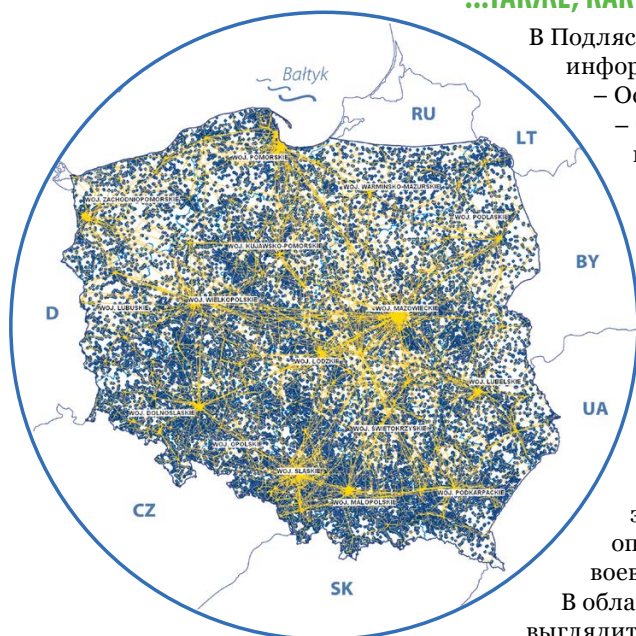 В Подляс
Bałtyk
инфор
– Ос
RU
–
LT
WOJ. POMORSKIE
WOJ. WARMIŃSKO-MAZURSKIE
WOJ. ZACHODNIOPOMORSKIE
WOJ. PODLASKIE
WOJ. KUJAWSKO-POMORSKIE
BY
WOJ. WIELKOPOLSKIE
WOJ. LUBUSKIE
WOJ. MAZOWIECKIE
D
WOJ. ŁÓDZKIE
WOJ. LUBELSKIE
WOJ. DOLNOŚLĄSKIE
UA
WOJ. ŚWIĘTOKRZYSKIE
WOJ. OPOLSKIE
WOJ. ŚLĄSKIE
WOJ. PODKARPACKIE
WOJ. MAŁOPOLSKIE
CZ
оп
воев
SK
В обла
выглядит